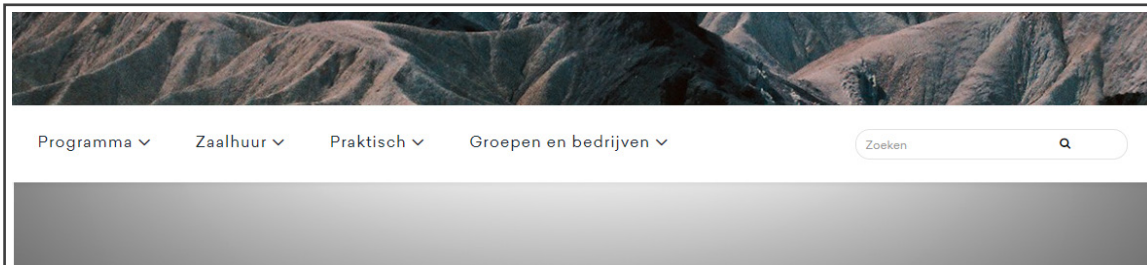 Programma
Zaalhuur
Praktisch
Groepen en bedrijven
Zoeken